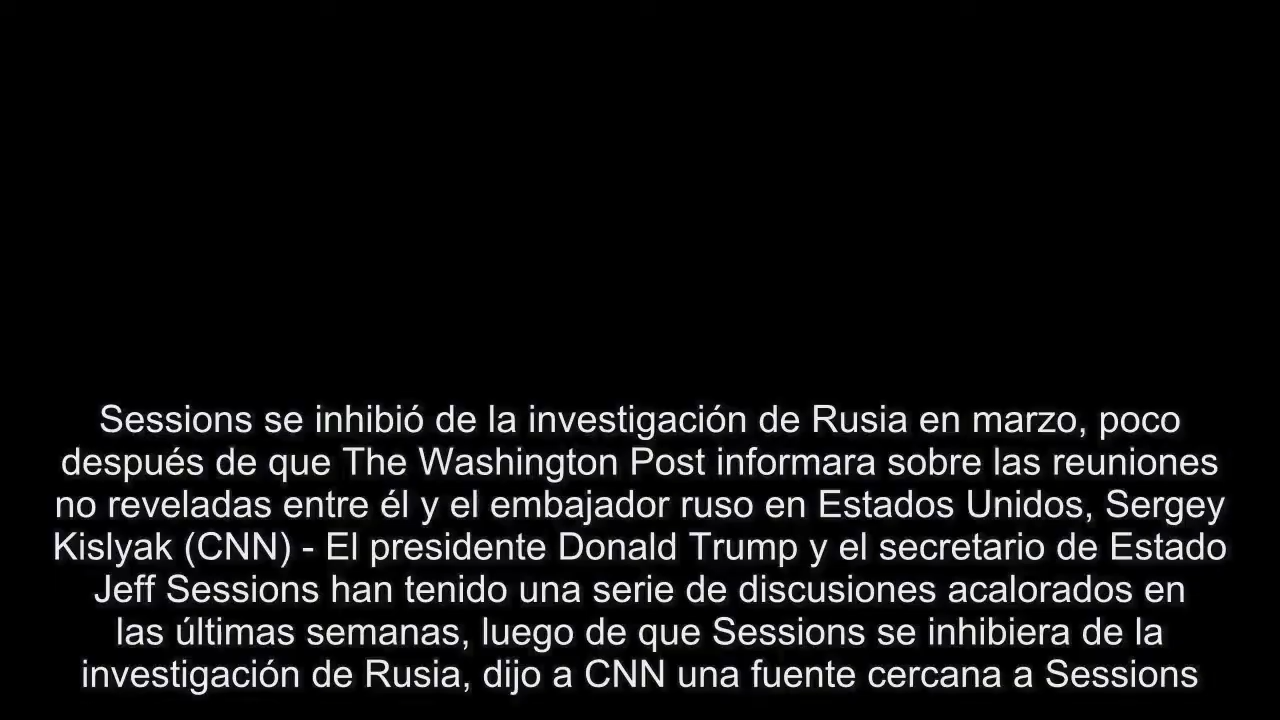 Sessions se inhibió de la investigación de Rusia en marzo, poco
después de que The Washington Post informara sobre las reuniones
no reveladas entre él y el embajador ruso en Estados Unidos, Sergey
Kislyak (CNN) - El presidente Donald Trump y el secretario de Estado
Jeff Sessions han tenido una serie de discusiones acalorados en
las últimas semanas, luego de que Sessions se inhibiera de la
investigación de Rusia, dijo a CNN una fuente cercana a Sessions